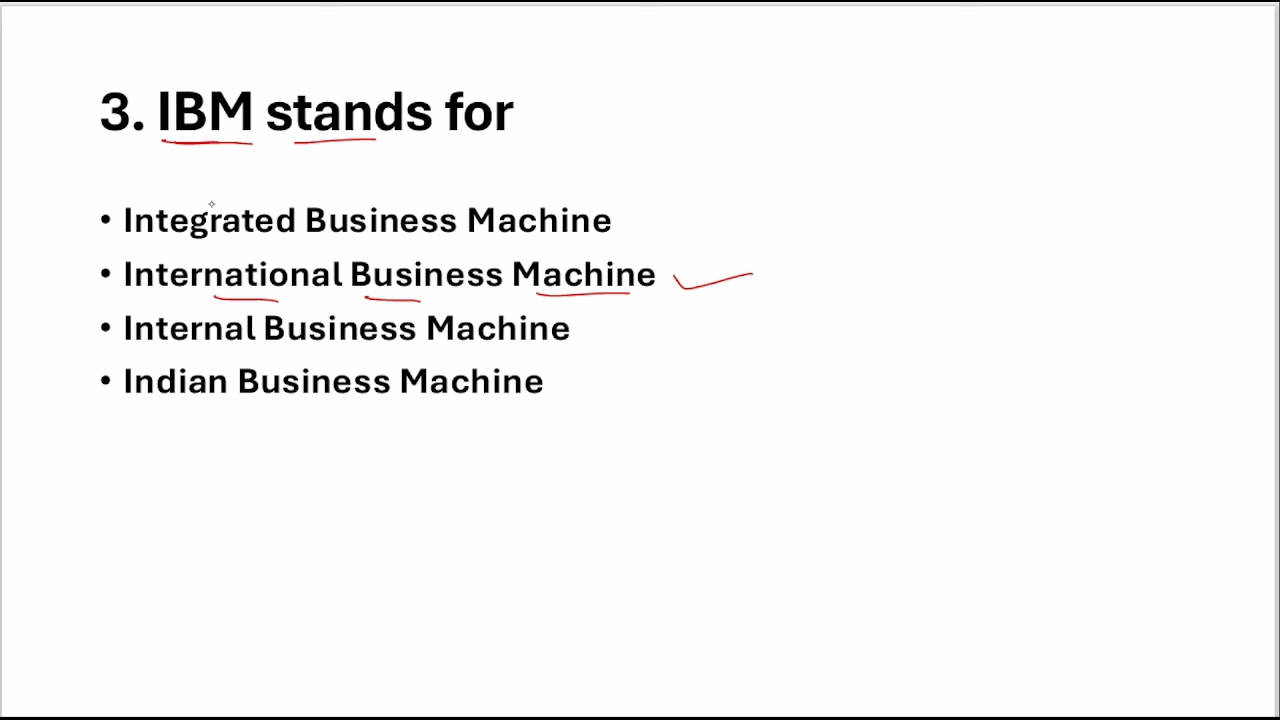 3. IBM stands for
• Integrated Business Machine
• International Business Machine
• Internal Business Machine
• Indian Business Machine